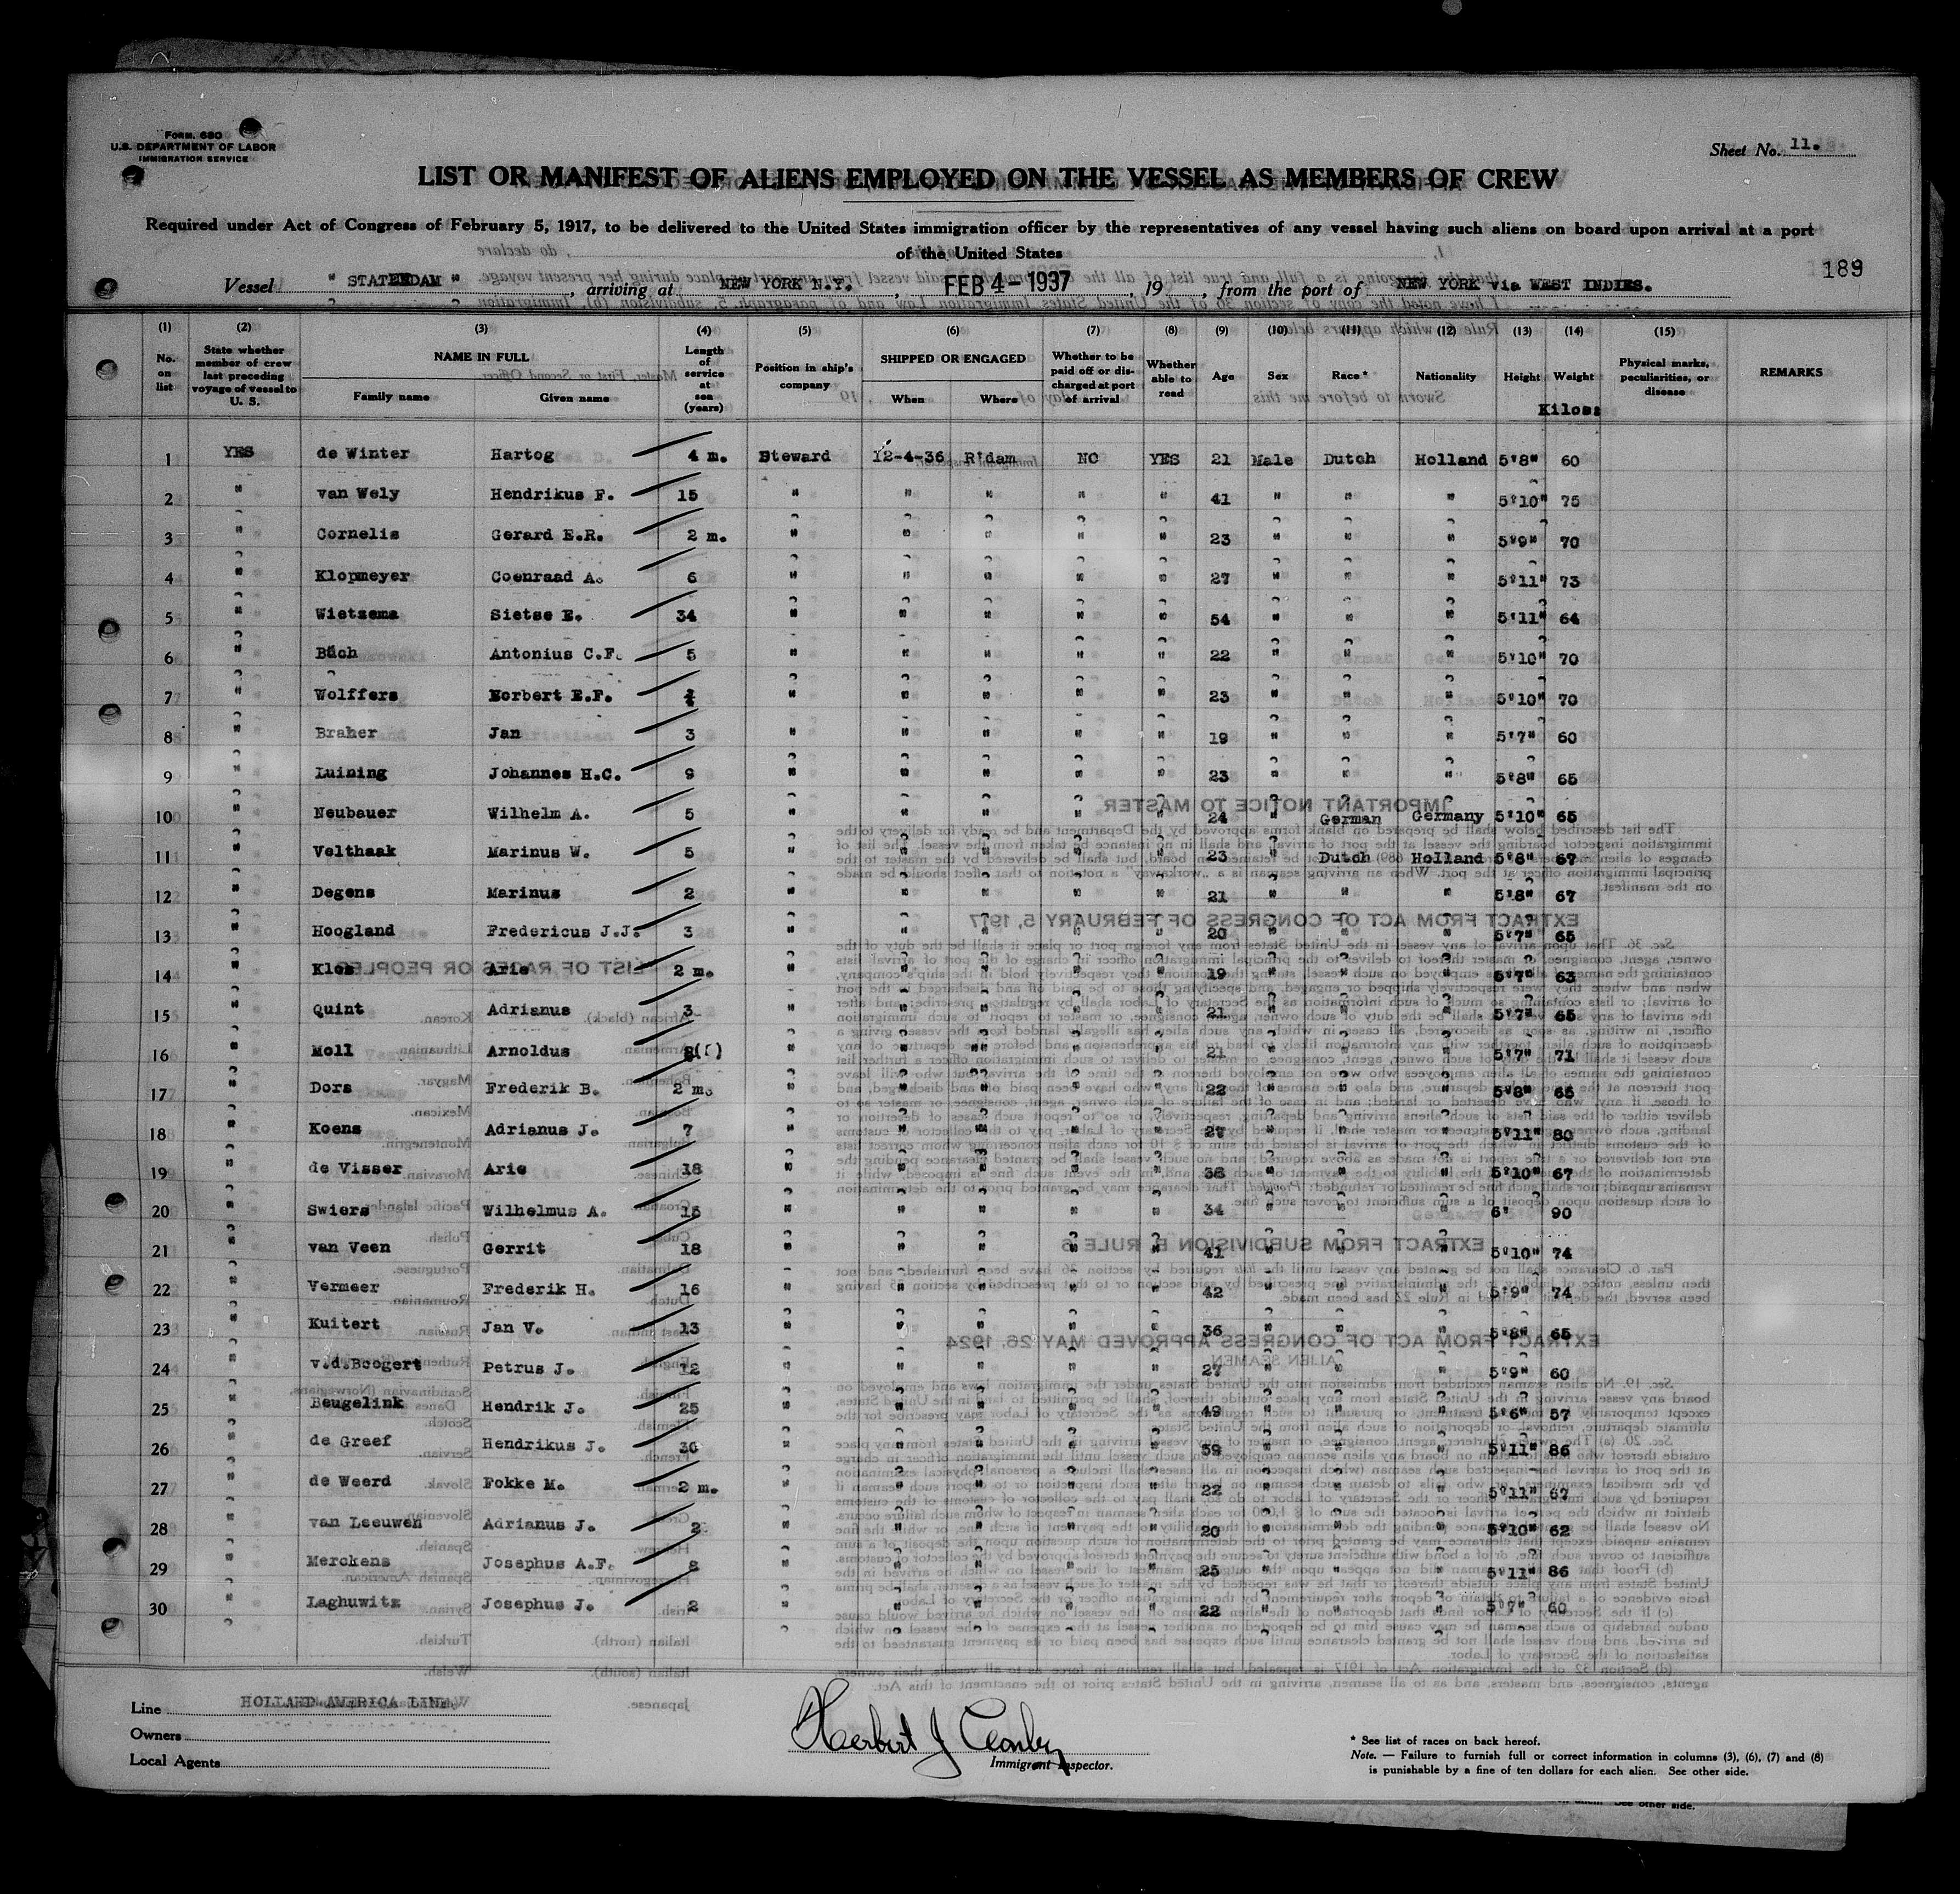 Form. 680
U.S. DEPARTMENT OF LABOR
IMMIGRATION SERVICE
Sheet No. 11.
LIST OR MANIFEST OF ALIENS EMPLOYED ON THE VESSEL AS MEMBERS OF CREW
Required under Act of Congress of February 5, 1917, to be delivered to the United States immigration officer by the representatives of any vessel having such aliens on board upon arrival at a port
of the United States
189
Vessel " STATENDAM ", arriving at NEW YORK N.Y., FEB 4-1937, 19, from the port of NEW YORK via WEST INDIES.
(1) (2) (3) (4) (5) (6) (7) (8) (9) (10) (11) (12) (13) (14) (15)
No. on list | State whether member of crew last preceding voyage of vessel to U. S. | NAME IN FULL | Family name | Given name | Length of service at sea (years) | Position in ship's company | SHIPPED OR ENGAGED | When | Where | Whether to be paid off or discharged at port of arrival | Whether able to read | Age | Sex | Race * | Nationality | Height | Weight | Physical marks, peculiarities, or disease | REMARKS
Kilos
1 YES de Winter Hartog 4 m. Steward 12-4-36 R'dam NO YES 21 Male Dutch Holland 5'8" 60
2 " van Wely Hendrikus F. 15 " " " " " 41 " " " 5'10" 75
3 " Cornelis Gerard E.R. 2 m. " " " " " 23 " " " 5'9" 70
4 " Klopmeyer Coenraad A. 6 " " " " " 27 " " " 5'11" 73
5 " Wietsema Sietse E. 34 " " " " " 54 " " " 5'11" 64
6 " Büch Antonius C.F. 5 " " " " " 22 " " " 5'10" 70
7 " Wolffers Norbert E.F. " " " " " 23 " " " 5'10" 70
8 " Braher Jan 3 " " " " " 19 " " " 5'7" 60
9 " Luining Johannes H.C. 9 " " " " " 23 " " " 5'8" 65
10 " Neubauer Wilhelm A. 5 " " " " " 24 " German Germany 5'10" 65
11 " Velthaak Marinus W. 5 " " " " " 23 " Dutch Holland 5'8" 67
12 " Degens Marinus 2 " " " " " 21 " " " 5'8" 67
13 " Hoogland Fredericus J.J. 3 " " " " " 20 " " " 5'7" 65
14 " Klos Arie 2 m. " " " " " 19 " " " 5'7" 63
15 " Quint Adrianus 3 " " " " " 21 " " " 5'7" 65
16 " Moll Arnoldus " " " " " 21 " " " 5'7" 71
17 " Dors Frederik B. 2 m. " " " " " 22 " " " 5'8" 65
18 " Koens Adrianus J. 7 " " " " " 27 " " " 5'11" 80
19 " de Visser Arie 18 " " " " " 38 " " " 5'10" 67
20 " Swiers Wilhelmus A. 16 " " " " " 34 " " " 6' 90
21 " van Veen Gerrit 18 " " " " " 41 " " " 5'10" 74
22 " Vermeer Frederik H. 16 " " " " " 42 " " " 5'9" 74
23 " Kuitert Jan V. 13 " " " " " 36 " " " 5'8" 65
24 " v.d.Boogert Petrus J. 12 " " " " " 27 " " " 5'9" 60
25 " Beugelink Hendrik J. 25 " " " " " 49 " " " 5'6" 57
26 " de Greef Hendrikus J. 30 " " " " " 59 " " " 5'11" 86
27 " de Weerd Fokke M. 2 m. " " " " " 22 " " " 5'11" 67
28 " van Leeuwen Adrianus J. 2 " " " " " 20 " " " 5'10" 62
29 " Merckens Josephus A.F. 8 " " " " " 25 " " " 5'11" 86
30 " Laghuwitz Josephus J. 2 " " " " " 22 " " " 5'7" 60
Line HOLLAND AMERICA LINE
Owners
Local Agents
Herbert J
Immigrant Inspector.
* See list of races on back hereof.
Note. — Failure to furnish full or correct information in columns (3), (6), (7) and (8)
is punishable by a fine of ten dollars for each alien. See other side.
See other side.